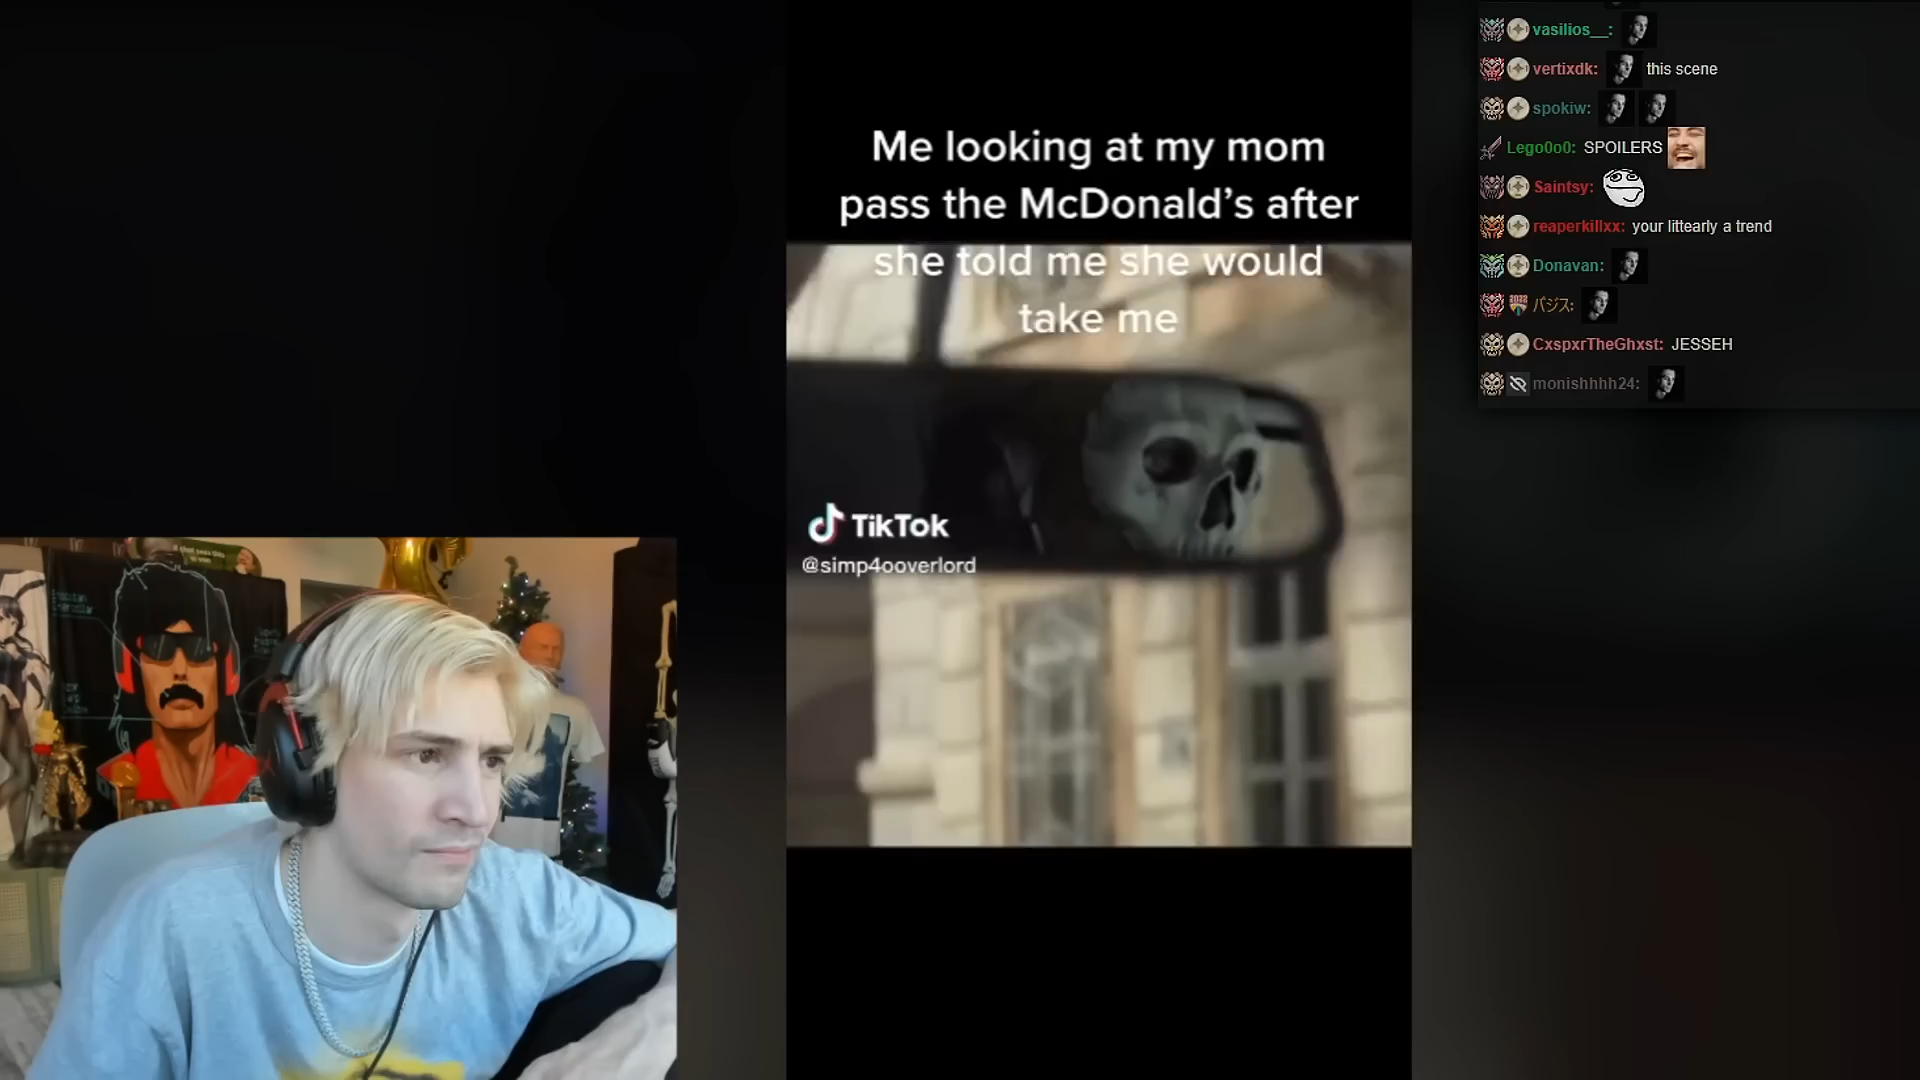 Me looking at my mom
pass the McDonald's after
she told me she would
take me
TikTok
@simp4ooverlord
vasilios__:
vertixdk: this scene
spokiw:
Lego0o0: SPOILERS
Saintsy:
reaperkillxx: your littearly a trend
Donavan:
バジス:
CxspxrTheGhxst: JESSEH
monishhhh24: